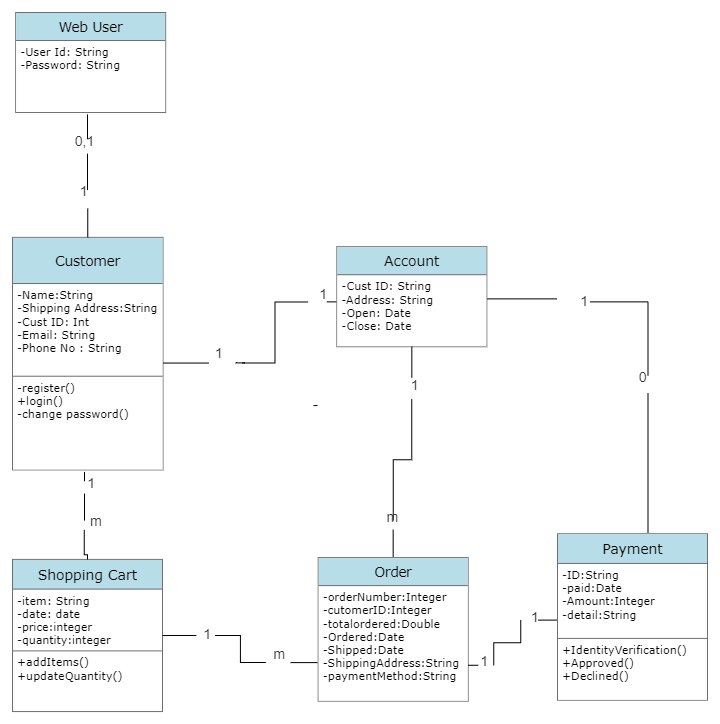 Web User
-User Id: String
-Password: String
0,1
1
Customer
-Name:String
-Shipping Address:String
-Cust ID: Int
-Email: String
-Phone No : String
-register()
+login()
-change password()
Account
-Cust ID: String
-Address: String
-Open: Date
-Close: Date
1
1
1
0
1
m
-
1
m
Shopping Cart
-item: String
-date: date
-price:integer
-quantity:integer
+addItems()
+updateQuantity()
1
m
Order
-orderNumber:Integer
-cutomerID:Integer
-totalordered:Double
-Ordered:Date
-Shipped:Date
-ShippingAddress:String
-paymentMethod:String
1
1
Payment
-ID:String
-paid:Date
-Amount:Integer
-detail:String
+IdentityVerification()
+Approved()
+Declined()